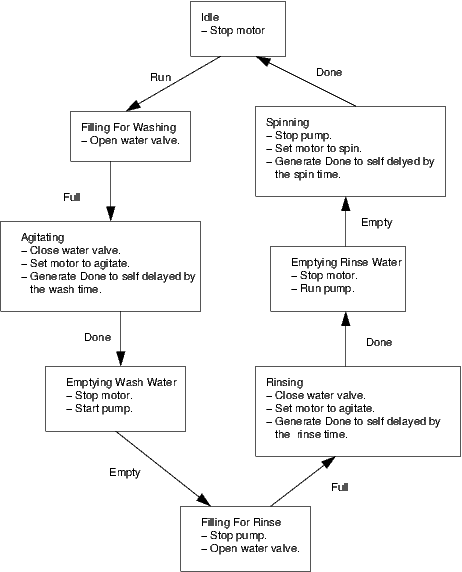 Idle
– Stop motor
Run
Done
Filling For Washing
– Open water valve.
Spinning
– Stop pump.
– Set motor to spin.
– Generate Done to self delyed by
the spin time.
Full
Empty
Agitating
– Close water valve.
– Set motor to agitate.
– Generate Done to self delayed by
the wash time.
Emptying Rinse Water
– Stop motor.
– Run pump.
Done
Done
Emptying Wash Water
– Stop motor.
– Start pump.
Rinsing
– Close water valve.
– Set motor to agitate.
– Generate Done to self delayed by
the rinse time.
Empty
Full
Filling For Rinse
– Stop pump.
– Open water valve.